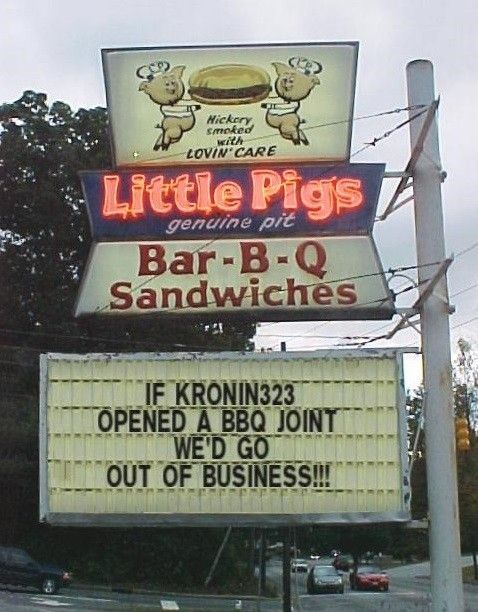 Hickory
smoked
with
LOVIN' CARE
Little Pigs
genuine pit
Bar-B-Q
Sandwiches
IF KRONIN323
OPENED A BBQ JOINT
WE'D GO
OUT OF BUSINESS!!!